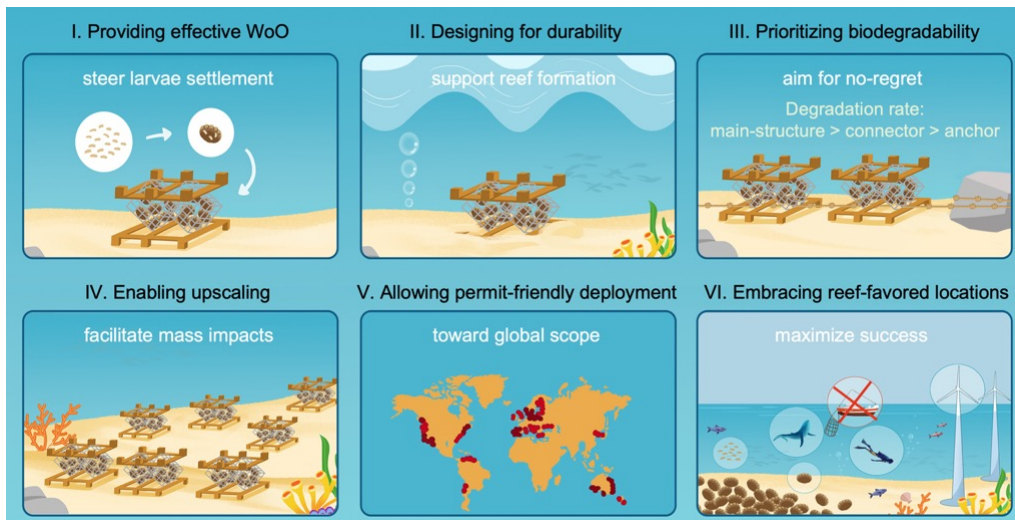 I. Providing effective WoO
steer larvae settlement
II. Designing for durability
support reef formation
III. Prioritizing biodegradability
aim for no-regret
Degradation rate:
main-structure > connector > anchor
IV. Enabling upscaling
facilitate mass impacts
V. Allowing permit-friendly deployment
toward global scope
VI. Embracing reef-favored locations
maximize success